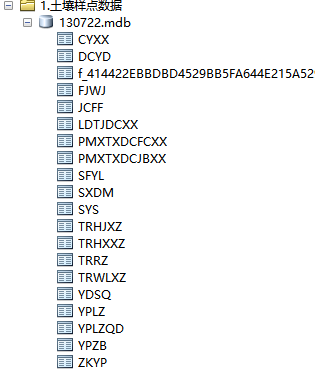 1.土壤样点数据
130722.mdb
CYXX
DCYD
f_414422EBBDBD4529BB5FA644E215A529
FJWJ
JCFF
LDTJDCXX
PMXTXDCFCXX
PMXTXDCJBXX
SFYL
SXDM
SYS
TRHJXZ
TRHXXZ
TRRZ
TRWLXZ
YDSQ
YPLZ
YPLZQD
YPZB
ZKYP